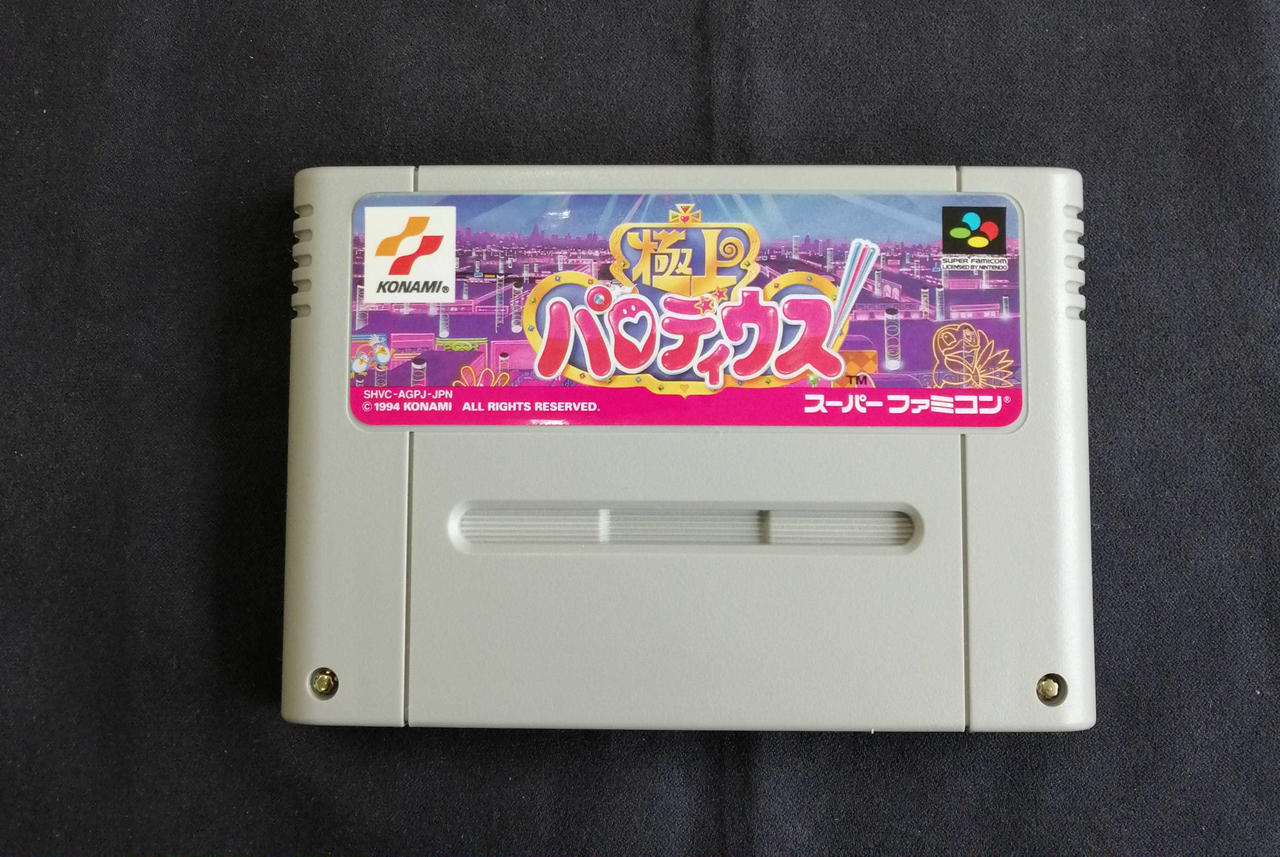 KONAMI®
極上
パロディウス
TM
SUPER FAMICOM
LICENSED BY NINTENDO
SHVC-AGPJ-JPN
© 1994 KONAMI ALL RIGHTS RESERVED.
スーパーファミコン®